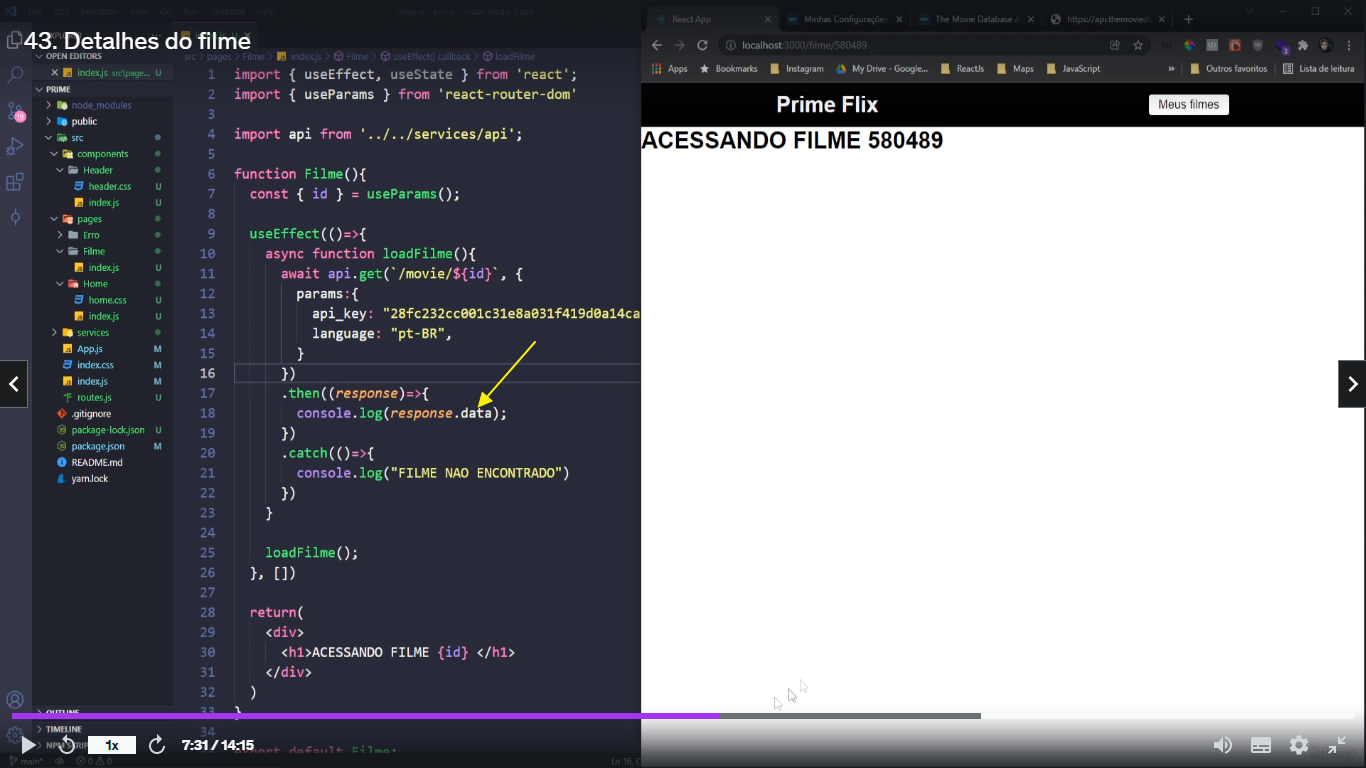 File Edit Selection View Go Run Terminal Help
index.js - prime - Visual Studio Code
43. Detalhes do filme
OPEN EDITORS
index.js src\page... U
PRIME
node_modules
public
src
components
Header
header.css U
index.js U
pages
Erro
Filme
index.js U
Home
home.css U
index.js U
services
App.js M
index.css M
index.js M
routes.js U
.gitignore
package-lock.json U
package.json M
README.md
yarn.lock
OUTLINE
TIMELINE
src > pages > Filme > index.js > Filme > useEffect() callback > loadFilme
1 import { useEffect, useState } from 'react';
2 import { useParams } from 'react-router-dom'
3
4 import api from '../../services/api';
5
6 function Filme(){
7 const { id } = useParams();
8
9 useEffect(()=>{
10 async function loadFilme(){
11 await api.get(`/movie/${id}`, {
12 params:{
13 api_key: "28fc232cc001c31e8a031f419d0a14ca
14 language: "pt-BR",
15 }
16 })
17 .then((response)=>{
18 console.log(response.data);
19 })
20 .catch(()=>{
21 console.log("FILME NAO ENCONTRADO")
22 })
23 }
24
25 loadFilme();
26 }, [])
27
28 return(
29 <div>
30 <h1>ACESSANDO FILME {id} </h1>
31 </div>
32 )
33 }
34
export default Filme;
React App
Minhas Configurações
The Movie Database A
https://api.themoviedl
localhost:3000/filme/580489
Apps Bookmarks Instagram My Drive - Google... ReactJs Maps JavaScript » Outros favoritos Lista de leitura
Prime Flix
Meus filmes
ACESSANDO FILME 580489
1x
7:31 / 14:15
main*
0 0